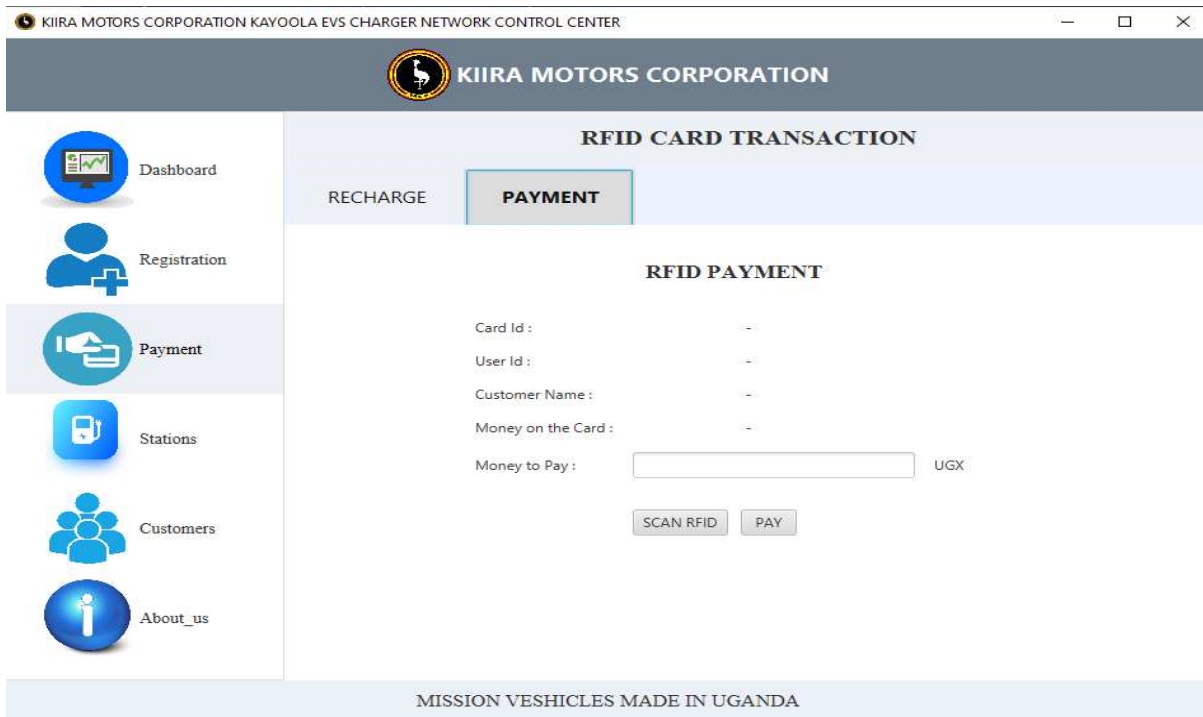 KIIRA MOTORS CORPORATION KAYOOLA EVS CHARGER NETWORK CONTROL CENTER
KIIRA MOTORS CORPORATION
RFID CARD TRANSACTION
Dashboard
RECHARGE PAYMENT
Registration
RFID PAYMENT
Card Id : -
Payment
User Id : -
Customer Name : -
Money on the Card : -
Stations
Money to Pay : UGX
SCAN RFID PAY
Customers
About_us
MISSION VESHICLES MADE IN UGANDA